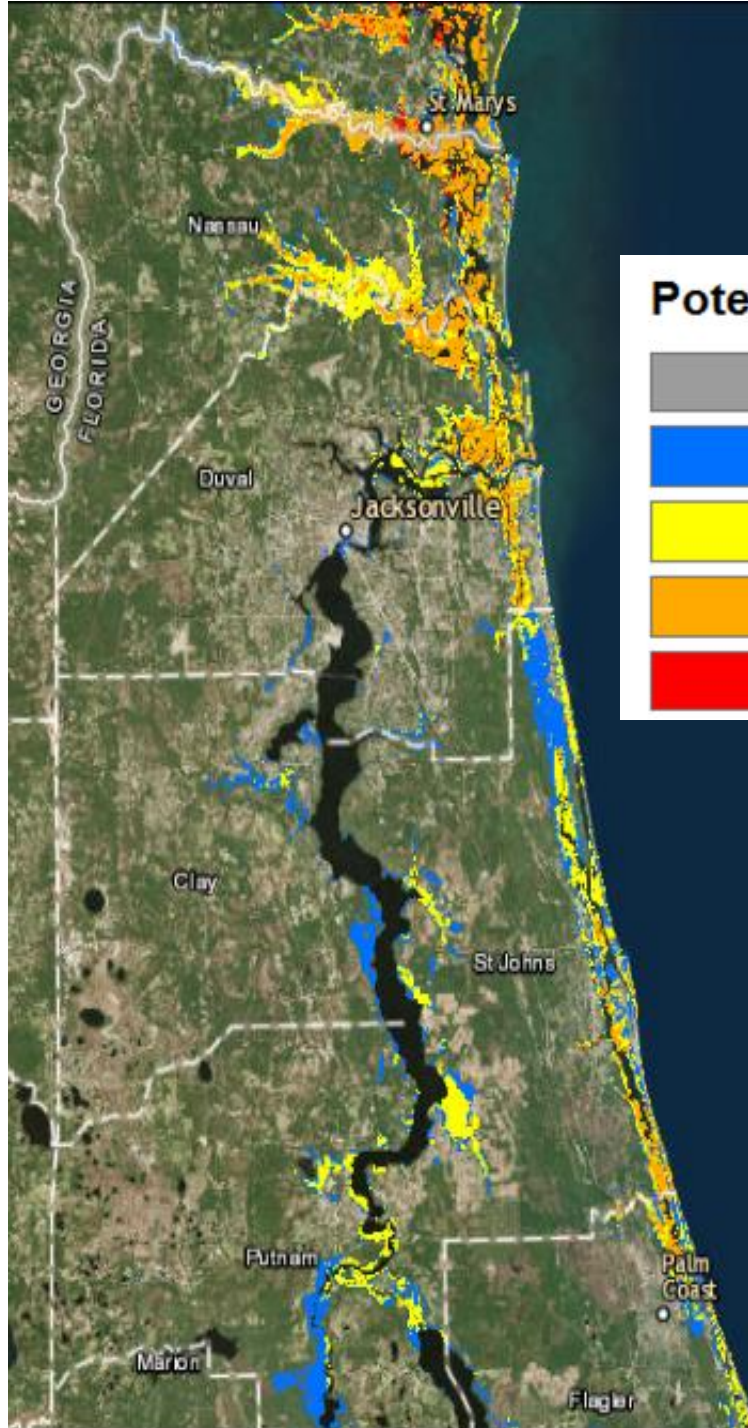 St Marys
Nassau
Pote
GEORGIA
FLORIDA
Duval
Jacksonville
Clay
St Johns
Putnam
Palm
Coast
Marion
Flagler